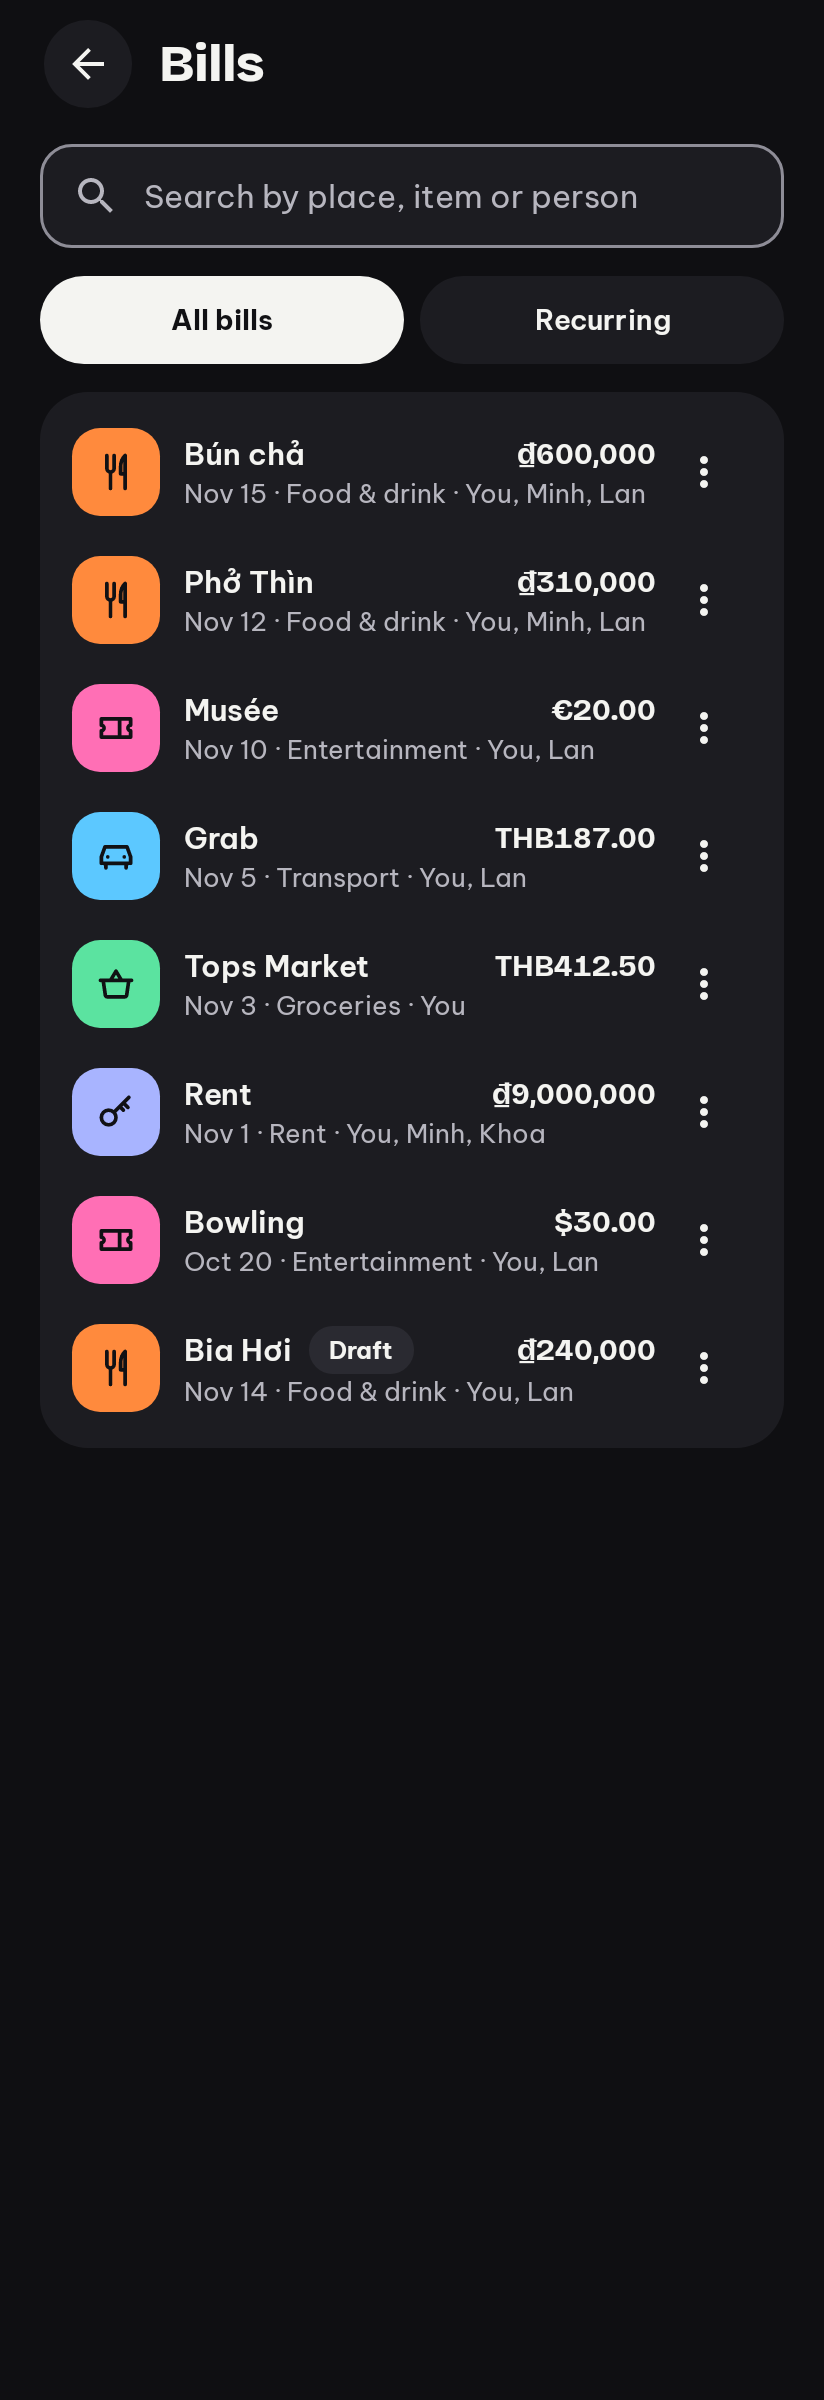 Bills
Search by place, item or person
All bills
Recurring
Bún chả ₫600,000
Nov 15 · Food & drink · You, Minh, Lan
Phở Thìn ₫310,000
Nov 12 · Food & drink · You, Minh, Lan
Musée €20.00
Nov 10 · Entertainment · You, Lan
Grab THB187.00
Nov 5 · Transport · You, Lan
Tops Market THB412.50
Nov 3 · Groceries · You
Rent ₫9,000,000
Nov 1 · Rent · You, Minh, Khoa
Bowling $30.00
Oct 20 · Entertainment · You, Lan
Bia Hơi Draft ₫240,000
Nov 14 · Food & drink · You, Lan